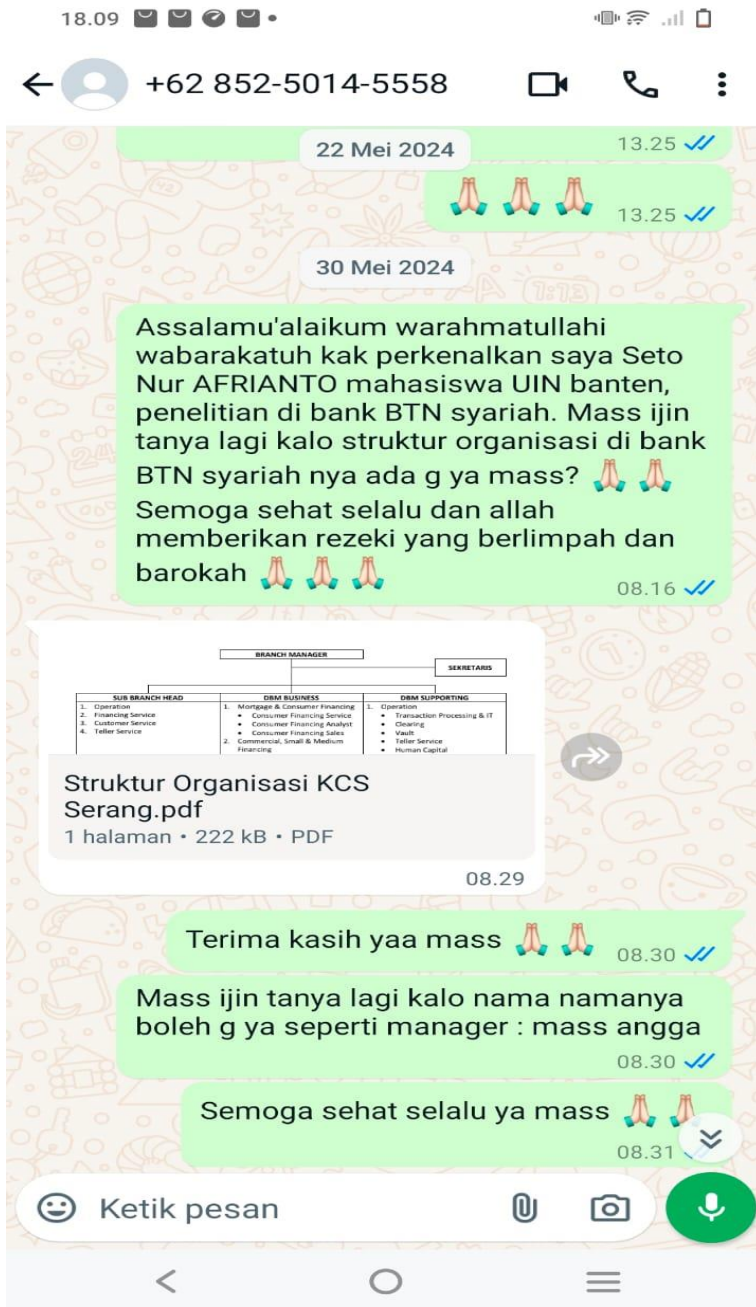 18.09
+62 852-5014-5558
13.25
22 Mei 2024
13.25
30 Mei 2024
Assalamu'alaikum warahmatullahi
wabarakatuh kak perkenalkan saya Seto
Nur AFRIANTO mahasiswa UIN banten,
penelitian di bank BTN syariah. Mass ijin
tanya lagi kalo struktur organisasi di bank
BTN syariah nya ada g ya mass? 🙏🏻 🙏🏻
Semoga sehat selalu dan allah
memberikan rezeki yang berlimpah dan
barokah 🙏🏻 🙏🏻 🙏🏻
08.16
BRANCH MANAGER
SEKRETARIS
SUB BRANCH HEAD
1. Operation
2. Financing Service
3. Customer Service
4. Teller Service
DBM BUSINESS
1. Mortgage & Consumer Financing
• Consumer Financing Service
• Consumer Financing Analyst
• Consumer Financing Sales
2. Commercial, Small & Medium
Financing
DBM SUPPORTING
1. Operation
• Transaction Processing & IT
• Clearing
• Vault
• Teller Service
• Human Capital
Struktur Organisasi KCS
Serang.pdf
1 halaman • 222 kB • PDF
08.29
Terima kasih yaa mass 🙏🏻 🙏🏻
08.30
Mass ijin tanya lagi kalo nama namanya
boleh g ya seperti manager : mass angga
08.30
Semoga sehat selalu ya mass 🙏🏻 🙏🏻
08.31
Ketik pesan